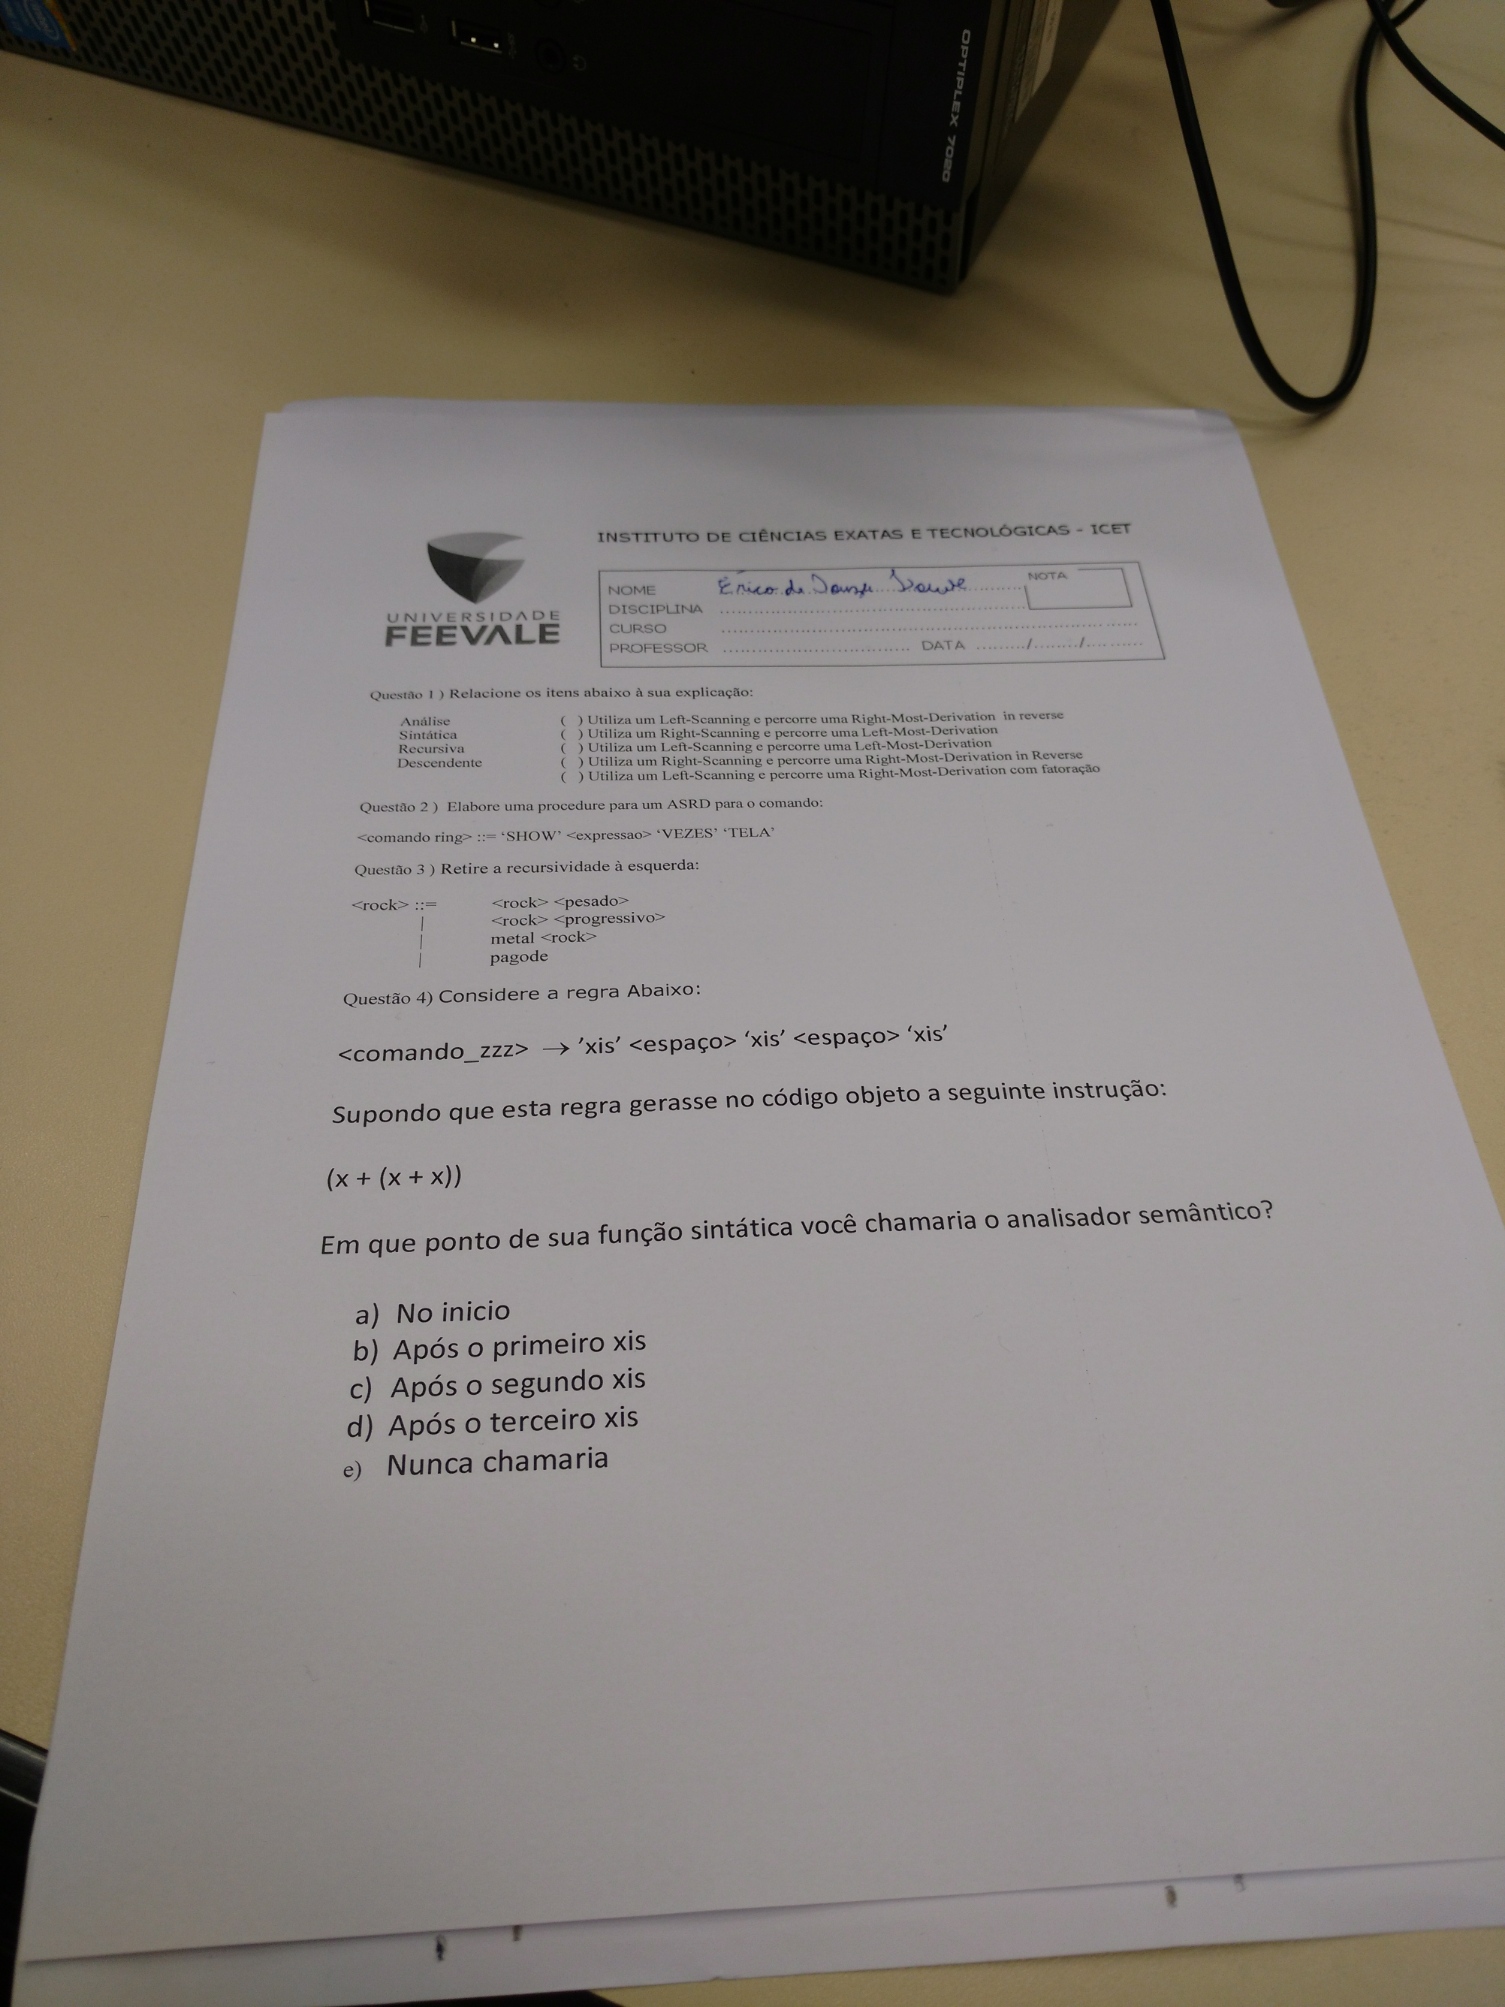 OPTIPLEX 7020
INSTITUTO DE CIÊNCIAS EXATAS E TECNOLÓGICAS - ICET
UNIVERSIDADE
FEEVALE
NOME Érico de
NOTA
DISCIPLINA
CURSO
PROFESSOR DATA ......../......../........
Questão 1 ) Relacione os itens abaixo à sua explicação:
Análise ( ) Utiliza um Left-Scanning e percorre uma Right-Most-Derivation in reverse
Sintática ( ) Utiliza um Right-Scanning e percorre uma Left-Most-Derivation
Recursiva ( ) Utiliza um Left-Scanning e percorre uma Left-Most-Derivation
Descendente ( ) Utiliza um Right-Scanning e percorre uma Right-Most-Derivation in Reverse
( ) Utiliza um Left-Scanning e percorre uma Right-Most-Derivation com fatoração
Questão 2 ) Elabore uma procedure para um ASRD para o comando:
<comando ring> ::= ‘SHOW’ <expressao> ‘VEZES’ ‘TELA’
Questão 3 ) Retire a recursividade à esquerda:
<rock> ::= <rock> <pesado>
| <rock> <progressivo>
| metal <rock>
| pagode
Questão 4) Considere a regra Abaixo:
<comando_zzz> → ’xis’ <espaço> ‘xis’ <espaço> ‘xis’
Supondo que esta regra gerasse no código objeto a seguinte instrução:
(x + (x + x))
Em que ponto de sua função sintática você chamaria o analisador semântico?
a) No inicio
b) Após o primeiro xis
c) Após o segundo xis
d) Após o terceiro xis
e) Nunca chamaria